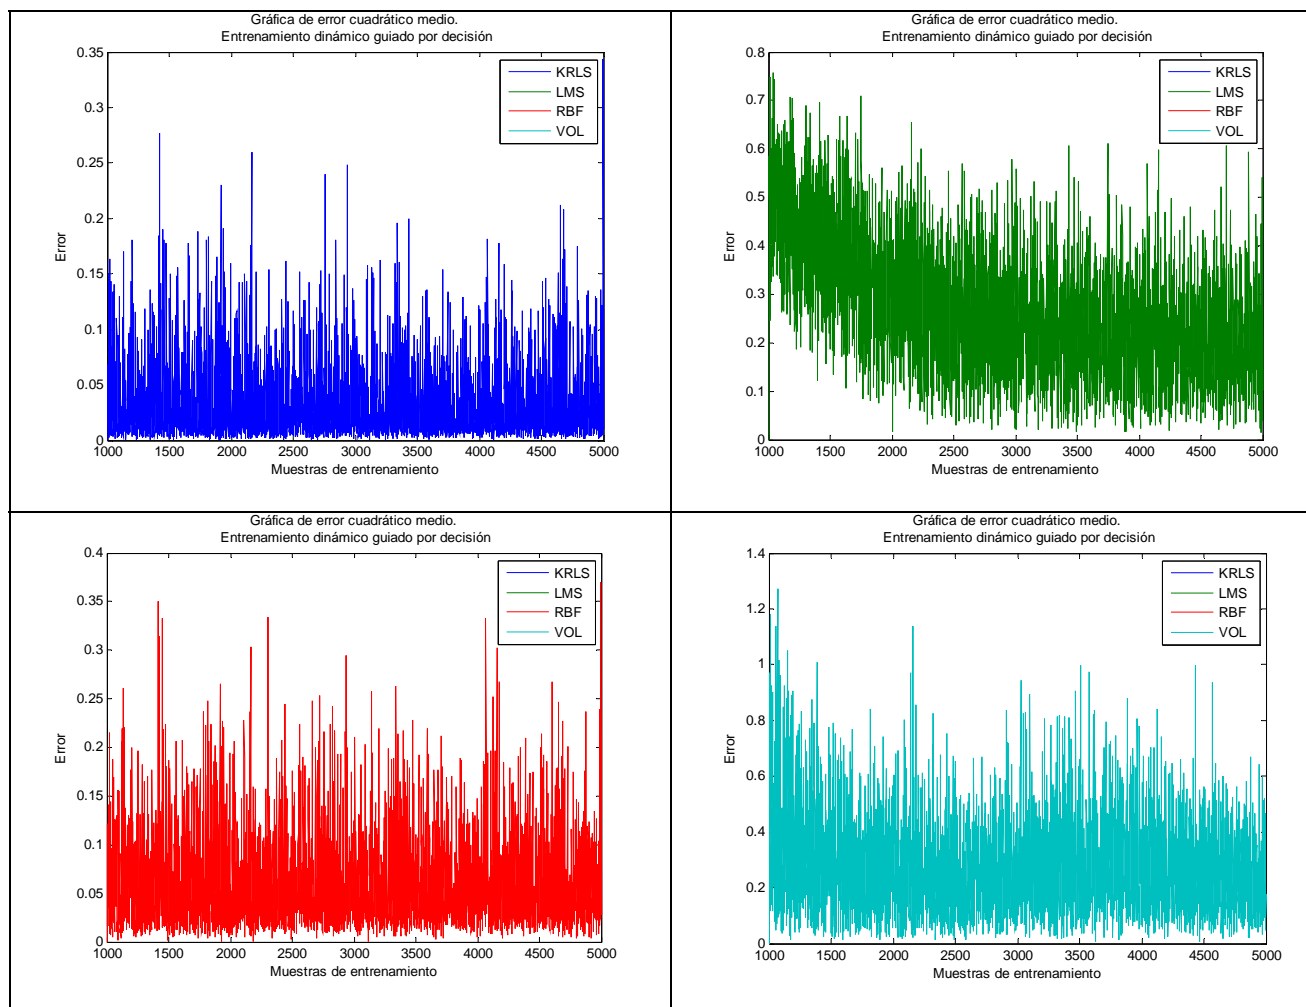 Gráfica de error cuadrático medio.
Entrenamiento dinámico guiado por decisión
0.35
0.3
0.25
0.2
0.15
0.1
0.05
0
Error
KRLS
LMS
RBF
VOL
1000 1500 2000 2500 3000 3500 4000 4500 5000
Muestras de entrenamiento
Gráfica de error cuadrático medio.
Entrenamiento dinámico guiado por decisión
0.8
0.7
0.6
0.5
0.4
0.3
0.2
0.1
0
Error
KRLS
LMS
RBF
VOL
1000 1500 2000 2500 3000 3500 4000 4500 5000
Muestras de entrenamiento
Gráfica de error cuadrático medio.
Entrenamiento dinámico guiado por decisión
0.4
0.35
0.3
0.25
0.2
0.15
0.1
0.05
0
Error
KRLS
LMS
RBF
VOL
1000 1500 2000 2500 3000 3500 4000 4500 5000
Muestras de entrenamiento
Gráfica de error cuadrático medio.
Entrenamiento dinámico guiado por decisión
1.4
1.2
1
0.8
0.6
0.4
0.2
0
Error
KRLS
LMS
RBF
VOL
1000 1500 2000 2500 3000 3500 4000 4500 5000
Muestras de entrenamiento